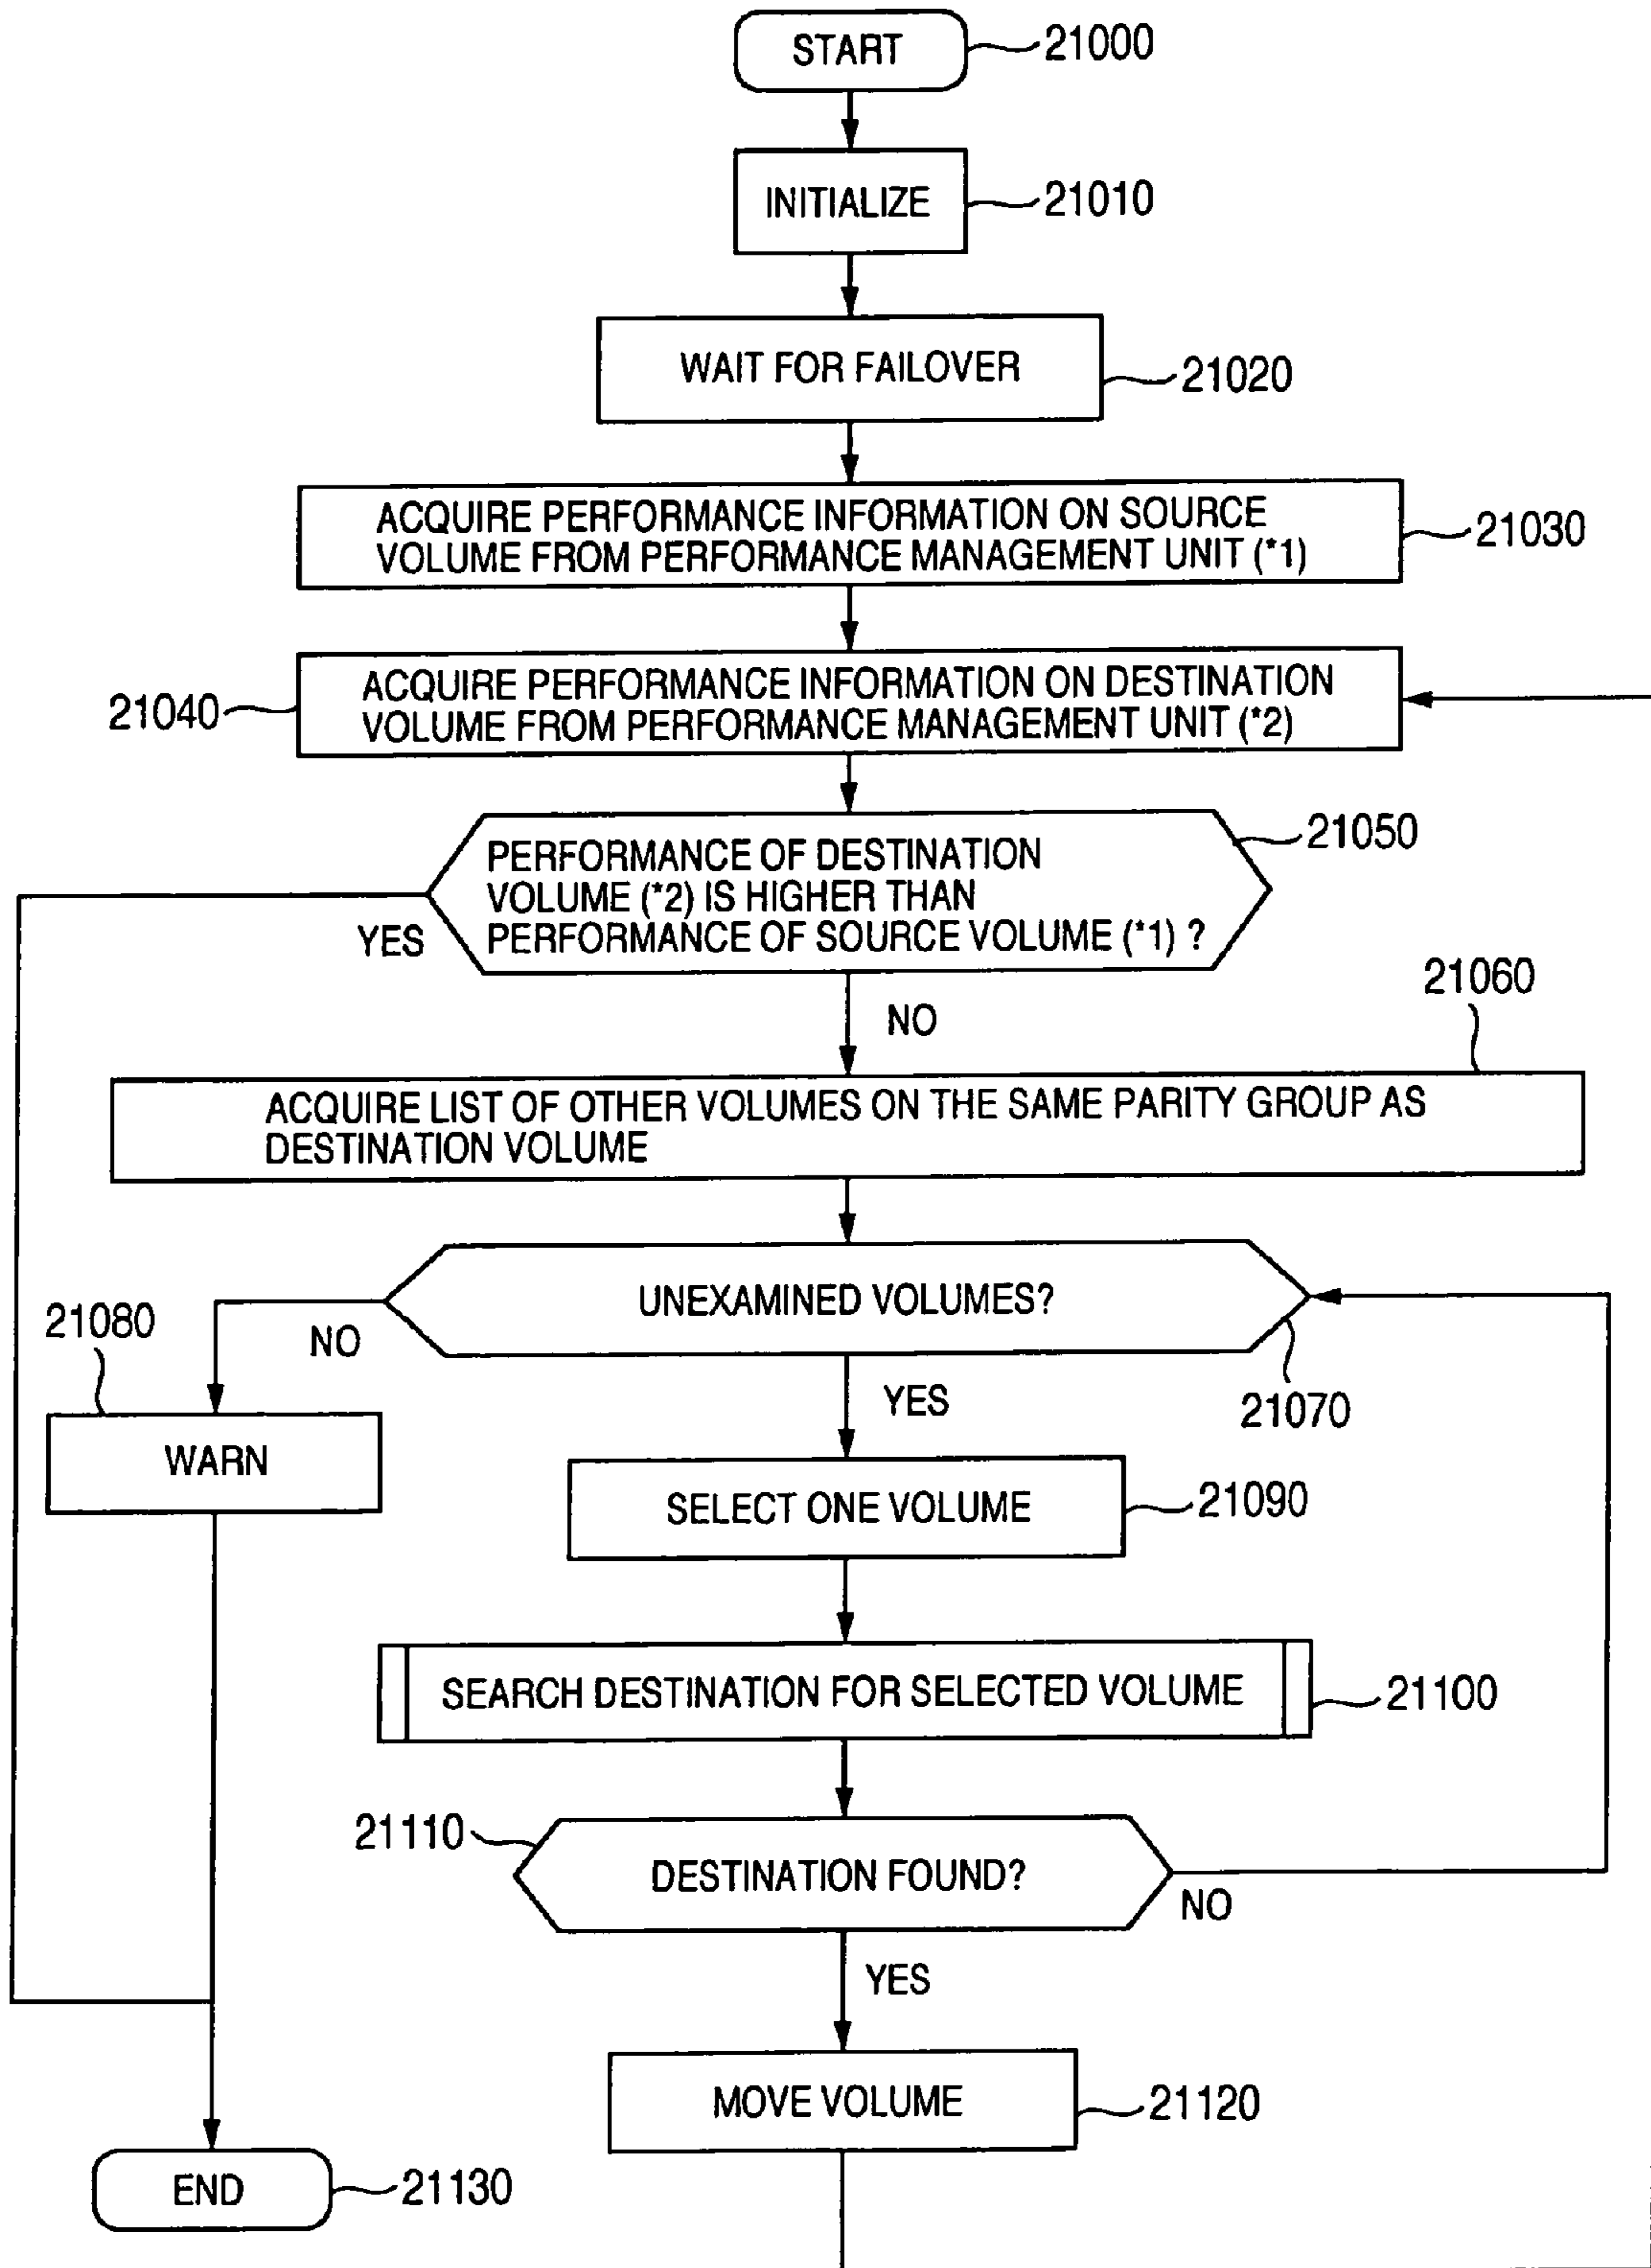 START
21000
INITIALIZE
21010
WAIT FOR FAILOVER
21020
ACQUIRE PERFORMANCE INFORMATION ON SOURCE
VOLUME FROM PERFORMANCE MANAGEMENT UNIT (*1)
21030
21040
ACQUIRE PERFORMANCE INFORMATION ON DESTINATION
VOLUME FROM PERFORMANCE MANAGEMENT UNIT (*2)
21050
PERFORMANCE OF DESTINATION
VOLUME (*2) IS HIGHER THAN
PERFORMANCE OF SOURCE VOLUME (*1) ?
YES
NO
21060
ACQUIRE LIST OF OTHER VOLUMES ON THE SAME PARITY GROUP AS
DESTINATION VOLUME
UNEXAMINED VOLUMES?
21070
NO
21080
WARN
YES
SELECT ONE VOLUME
21090
SEARCH DESTINATION FOR SELECTED VOLUME
21100
21110
DESTINATION FOUND?
NO
YES
MOVE VOLUME
21120
END
21130